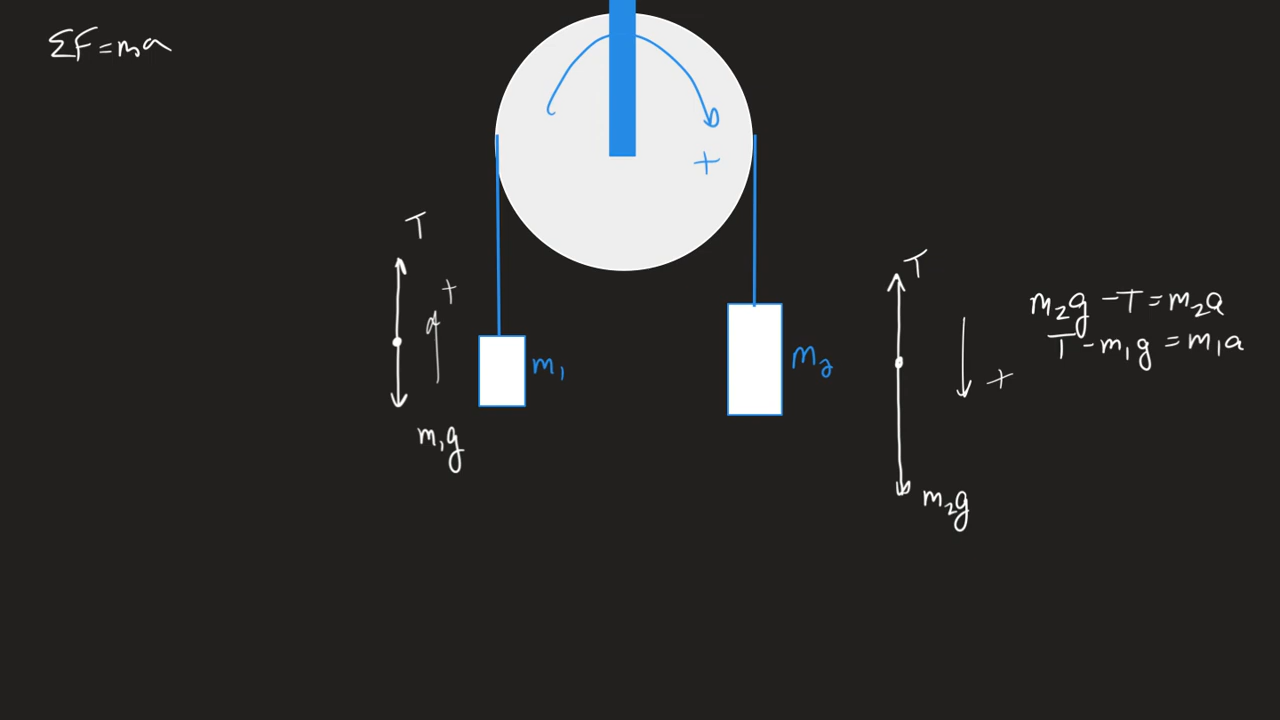 ΣF=ma
+
T
+
m₁g
m₁
m₂
T
+
m₂g
m₂g -T=m₂a
T-m₁g =m₁a